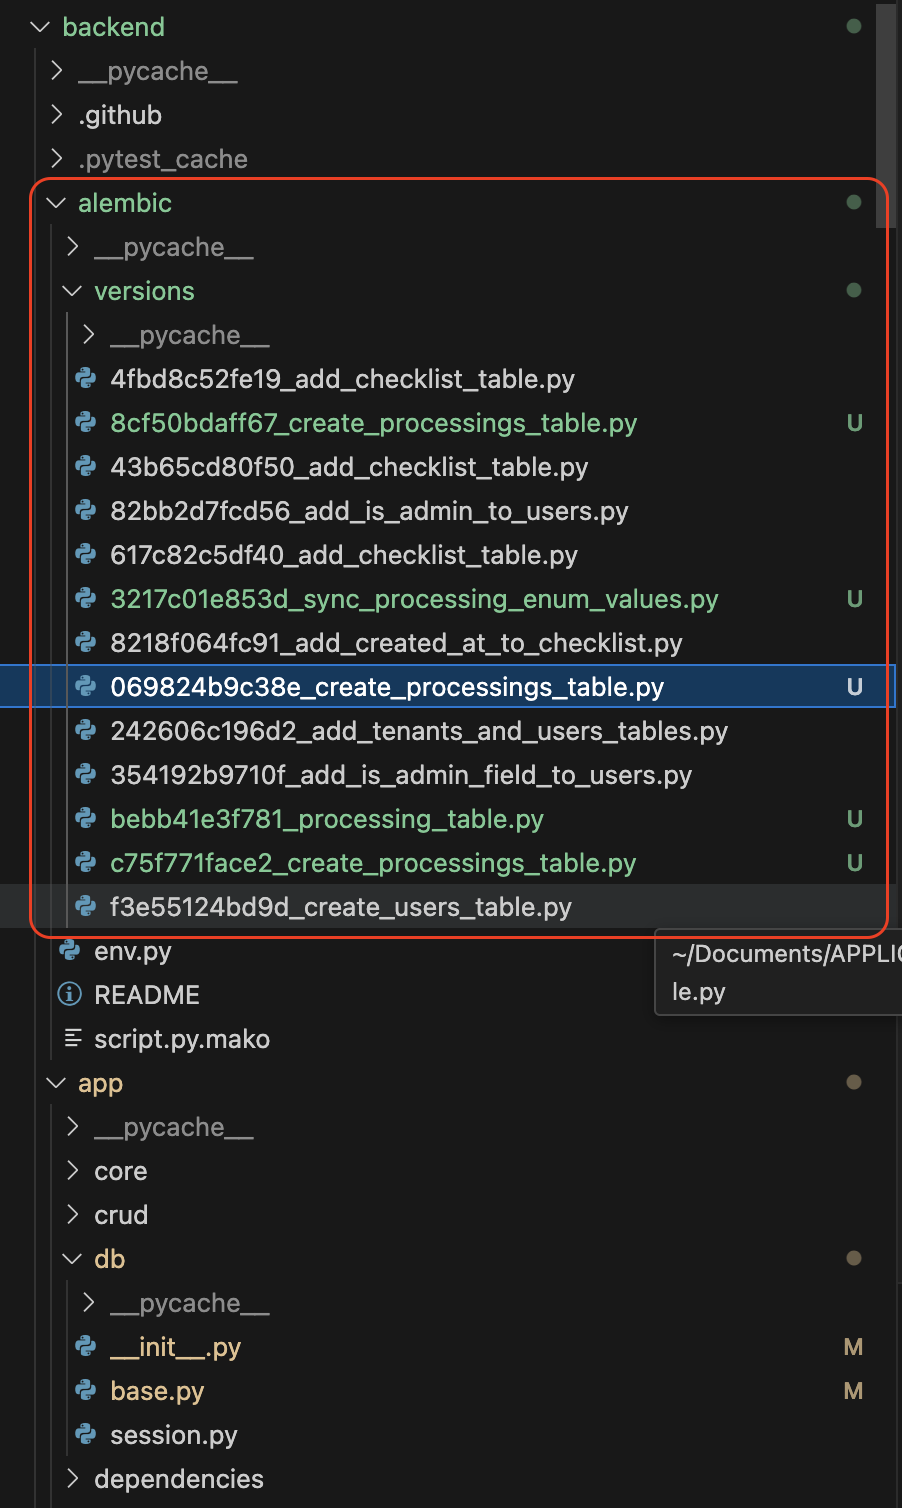 backend
__pycache__
.github
.pytest_cache
alembic
__pycache__
versions
__pycache__
4fbd8c52fe19_add_checklist_table.py
8cf50bdaff67_create_processings_table.py U
43b65cd80f50_add_checklist_table.py
82bb2d7fcd56_add_is_admin_to_users.py
617c82c5df40_add_checklist_table.py
3217c01e853d_sync_processing_enum_values.py U
8218f064fc91_add_created_at_to_checklist.py
069824b9c38e_create_processings_table.py U
242606c196d2_add_tenants_and_users_tables.py
354192b9710f_add_is_admin_field_to_users.py
bebb41e3f781_processing_table.py U
c75f771face2_create_processings_table.py U
f3e55124bd9d_create_users_table.py
env.py
~/Documents/APPLIC
le.py
README
script.py.mako
app
__pycache__
core
crud
db
__pycache__
__init__.py M
base.py M
session.py
dependencies